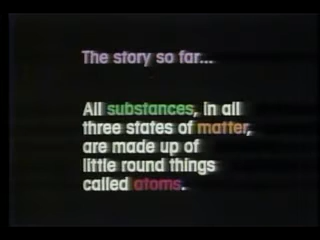 The story so far...
All substances, in all
three states of matter,
are made up of
little round things
called atoms.